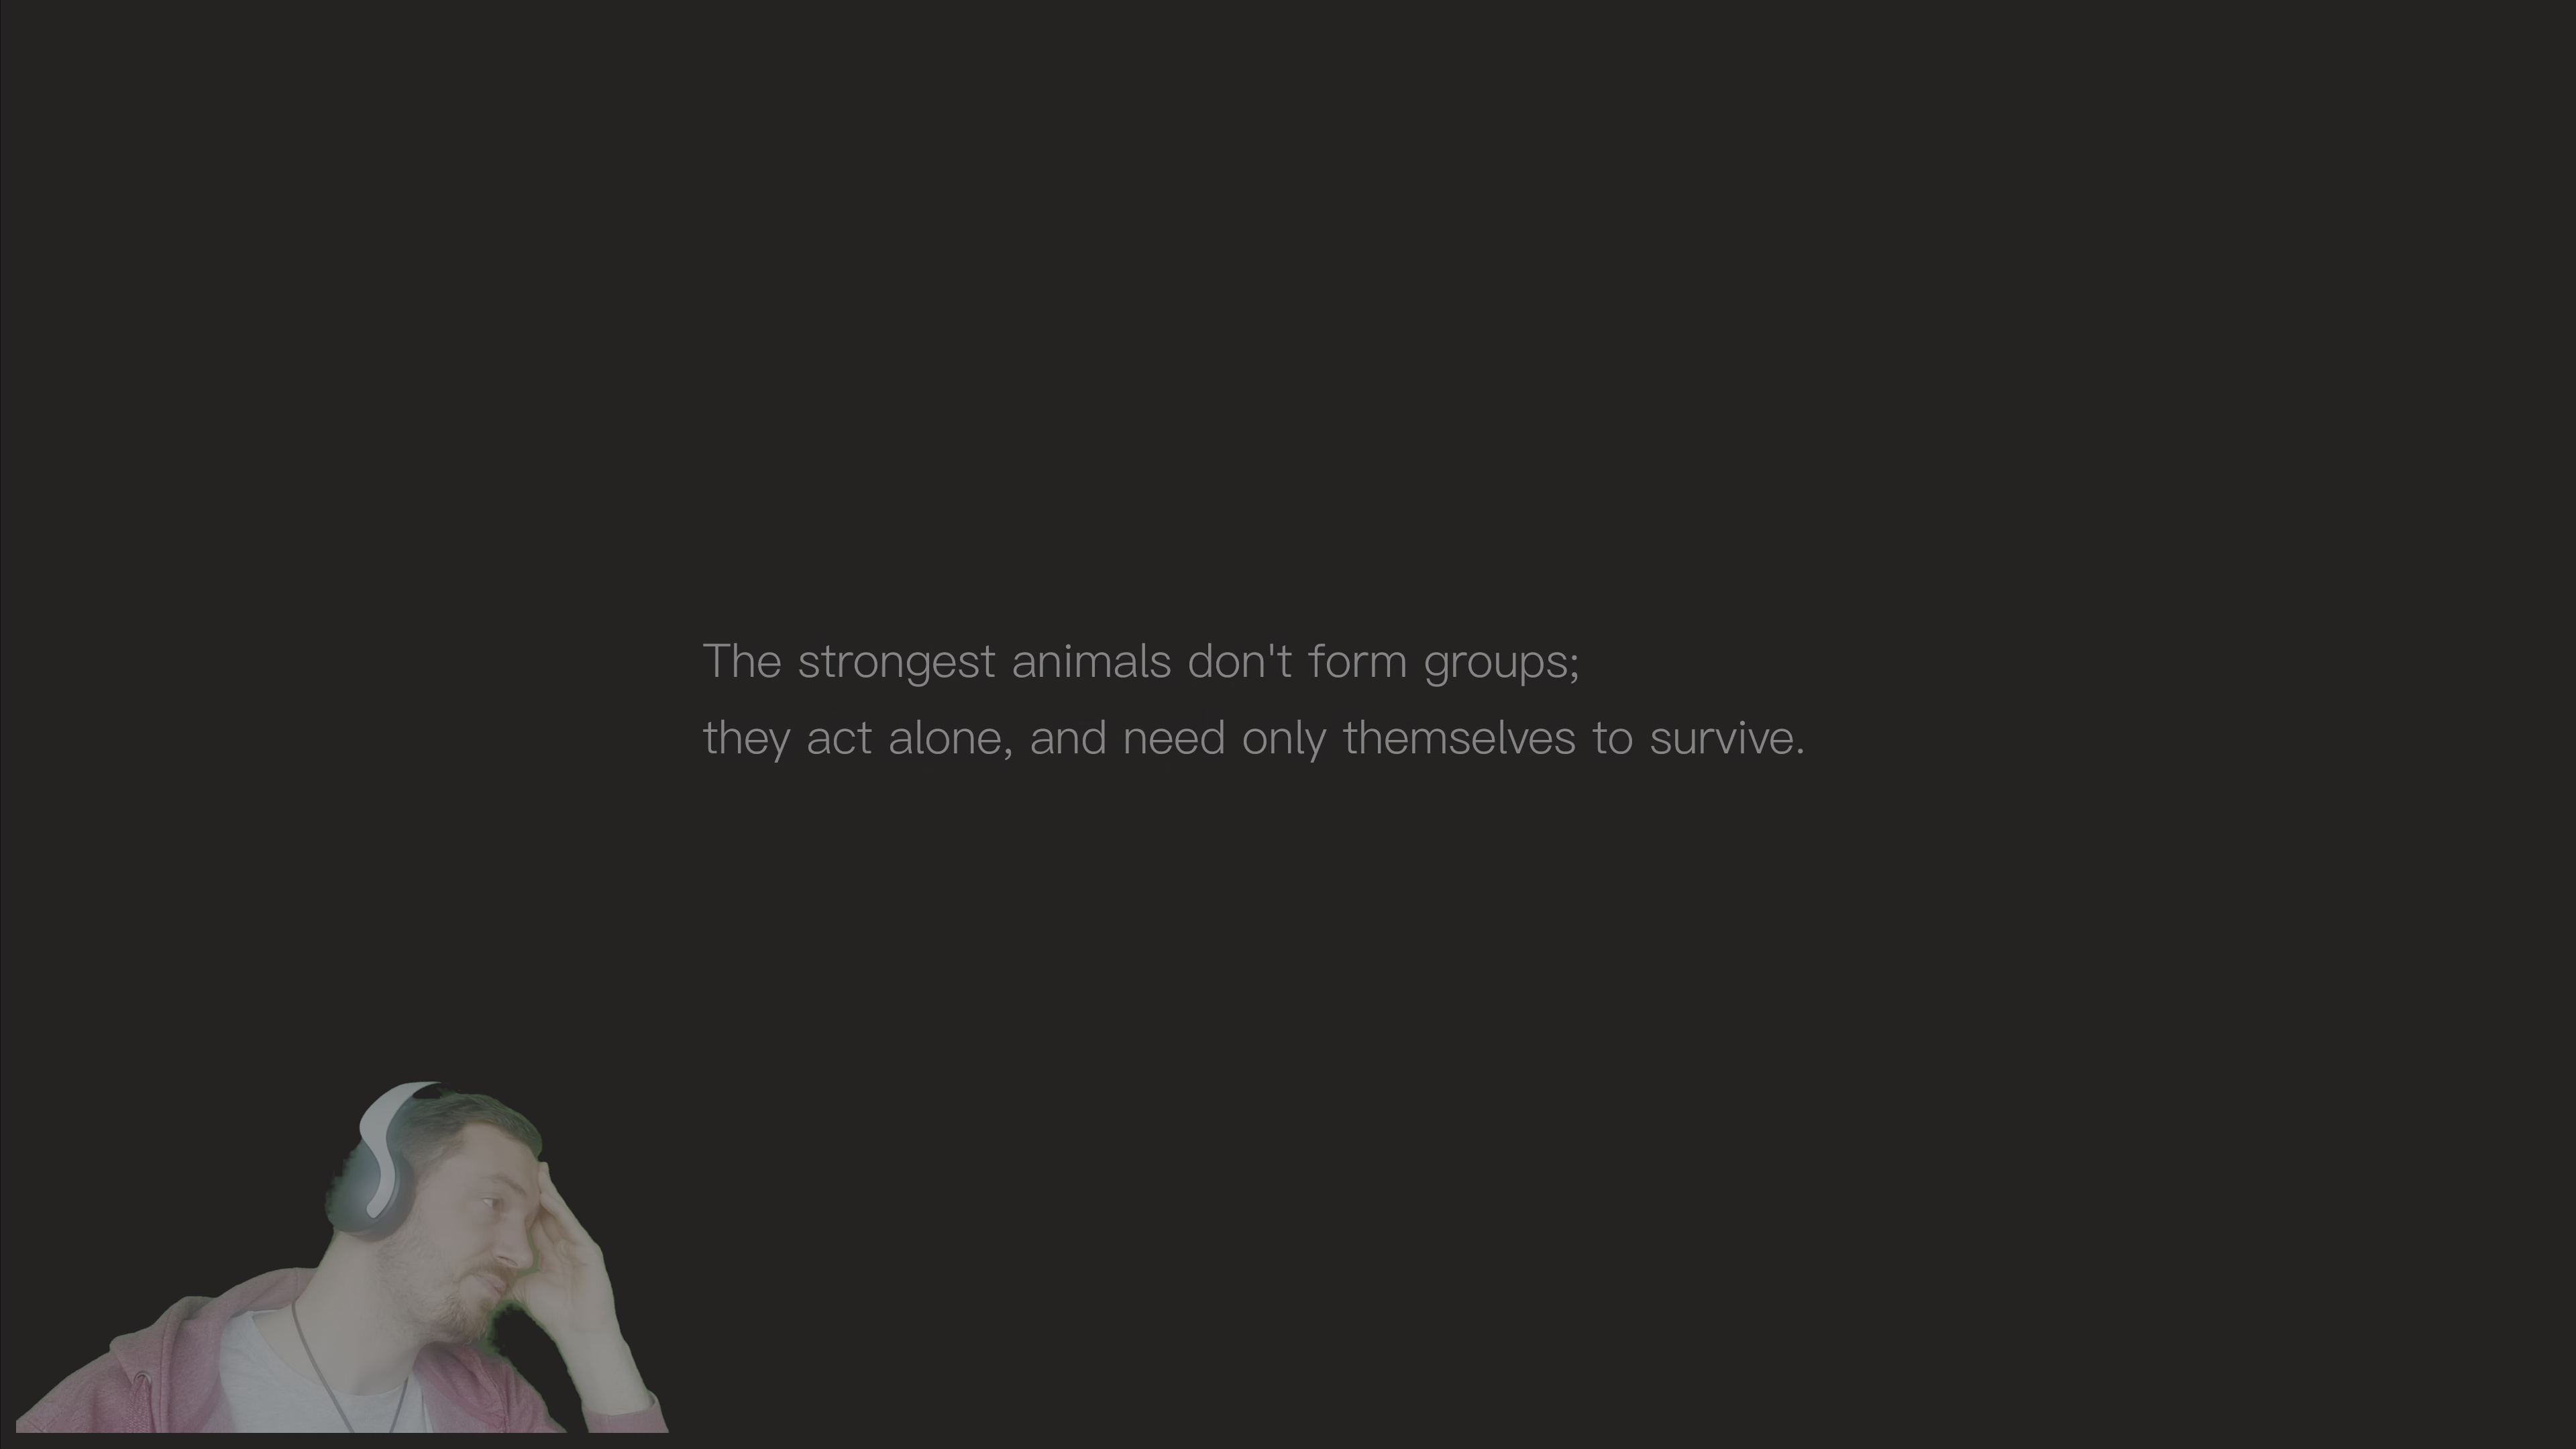 The strongest animals don't form groups;
they act alone, and need only themselves to survive.